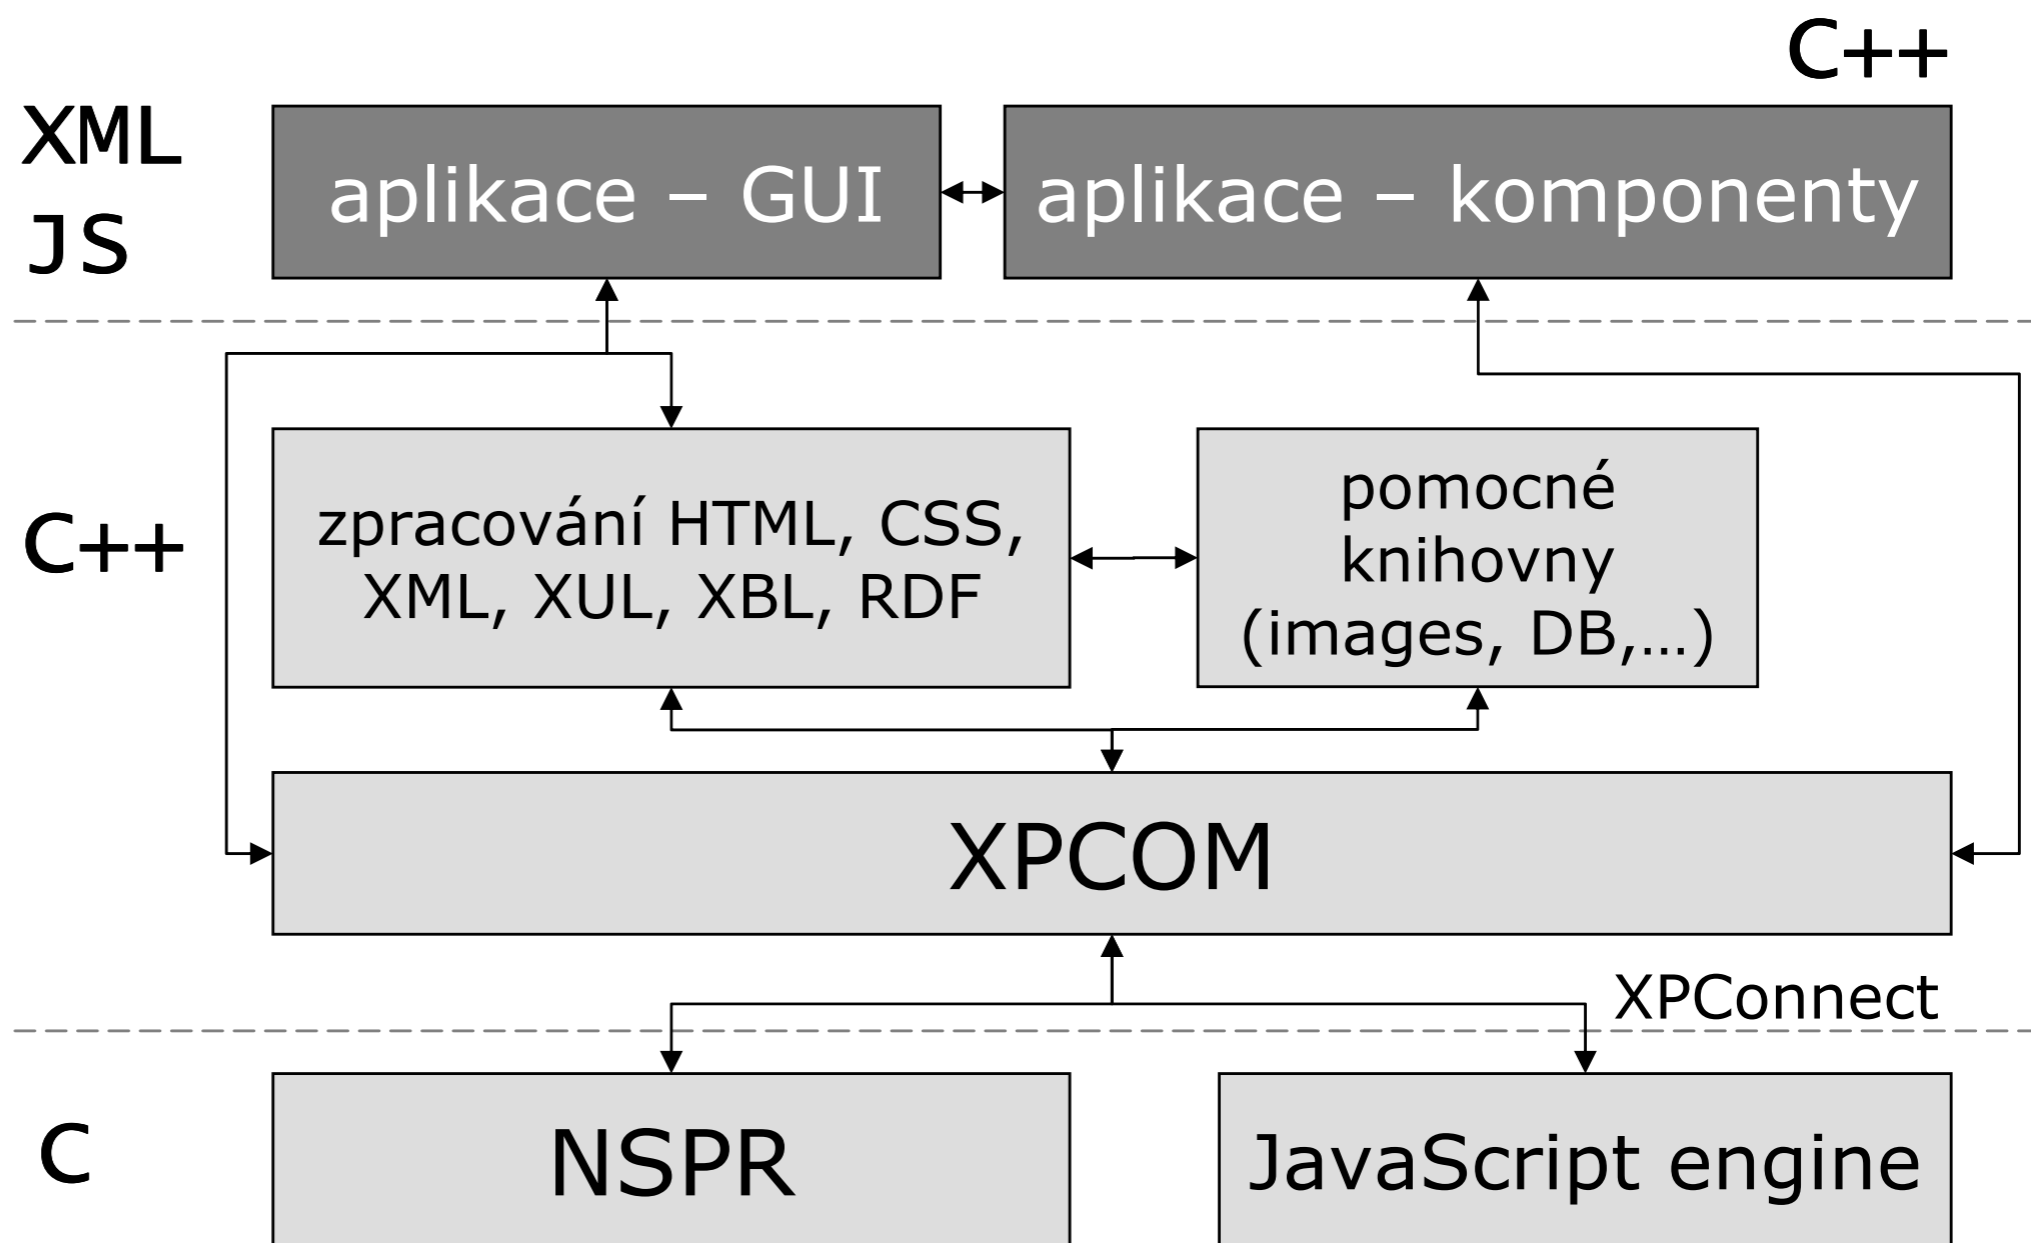 C++
XML
JS
aplikace – GUI
aplikace – komponenty
C++
zpracování HTML, CSS,
XML, XUL, XBL, RDF
pomocné
knihovny
(images, DB,…)
XPCOM
XPConnect
C
NSPR
JavaScript engine